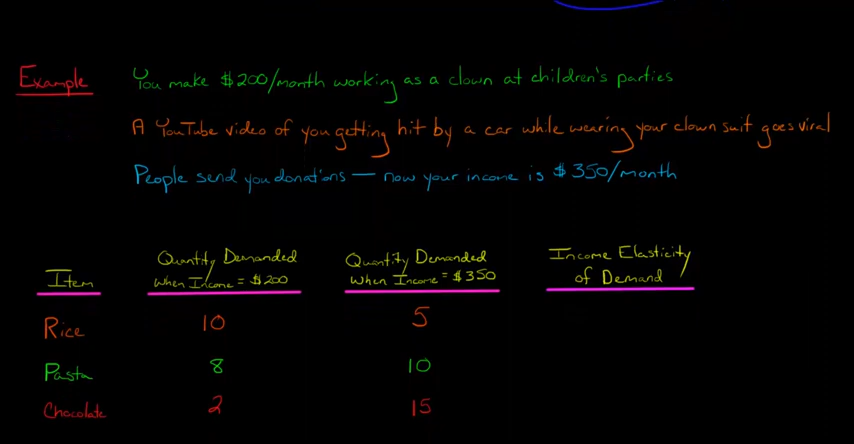 Example You make $200/month working as a clown at children's parties
A YouTube video of you getting hit by a car while wearing your clown suit goes viral
People send you donations — now your income is $350/month
Item Quantity Demanded When Income = $200 Quantity Demanded When Income = $350 Income Elasticity of Demand
Rice 10 5
Pasta 8 10
Chocolate 2 15